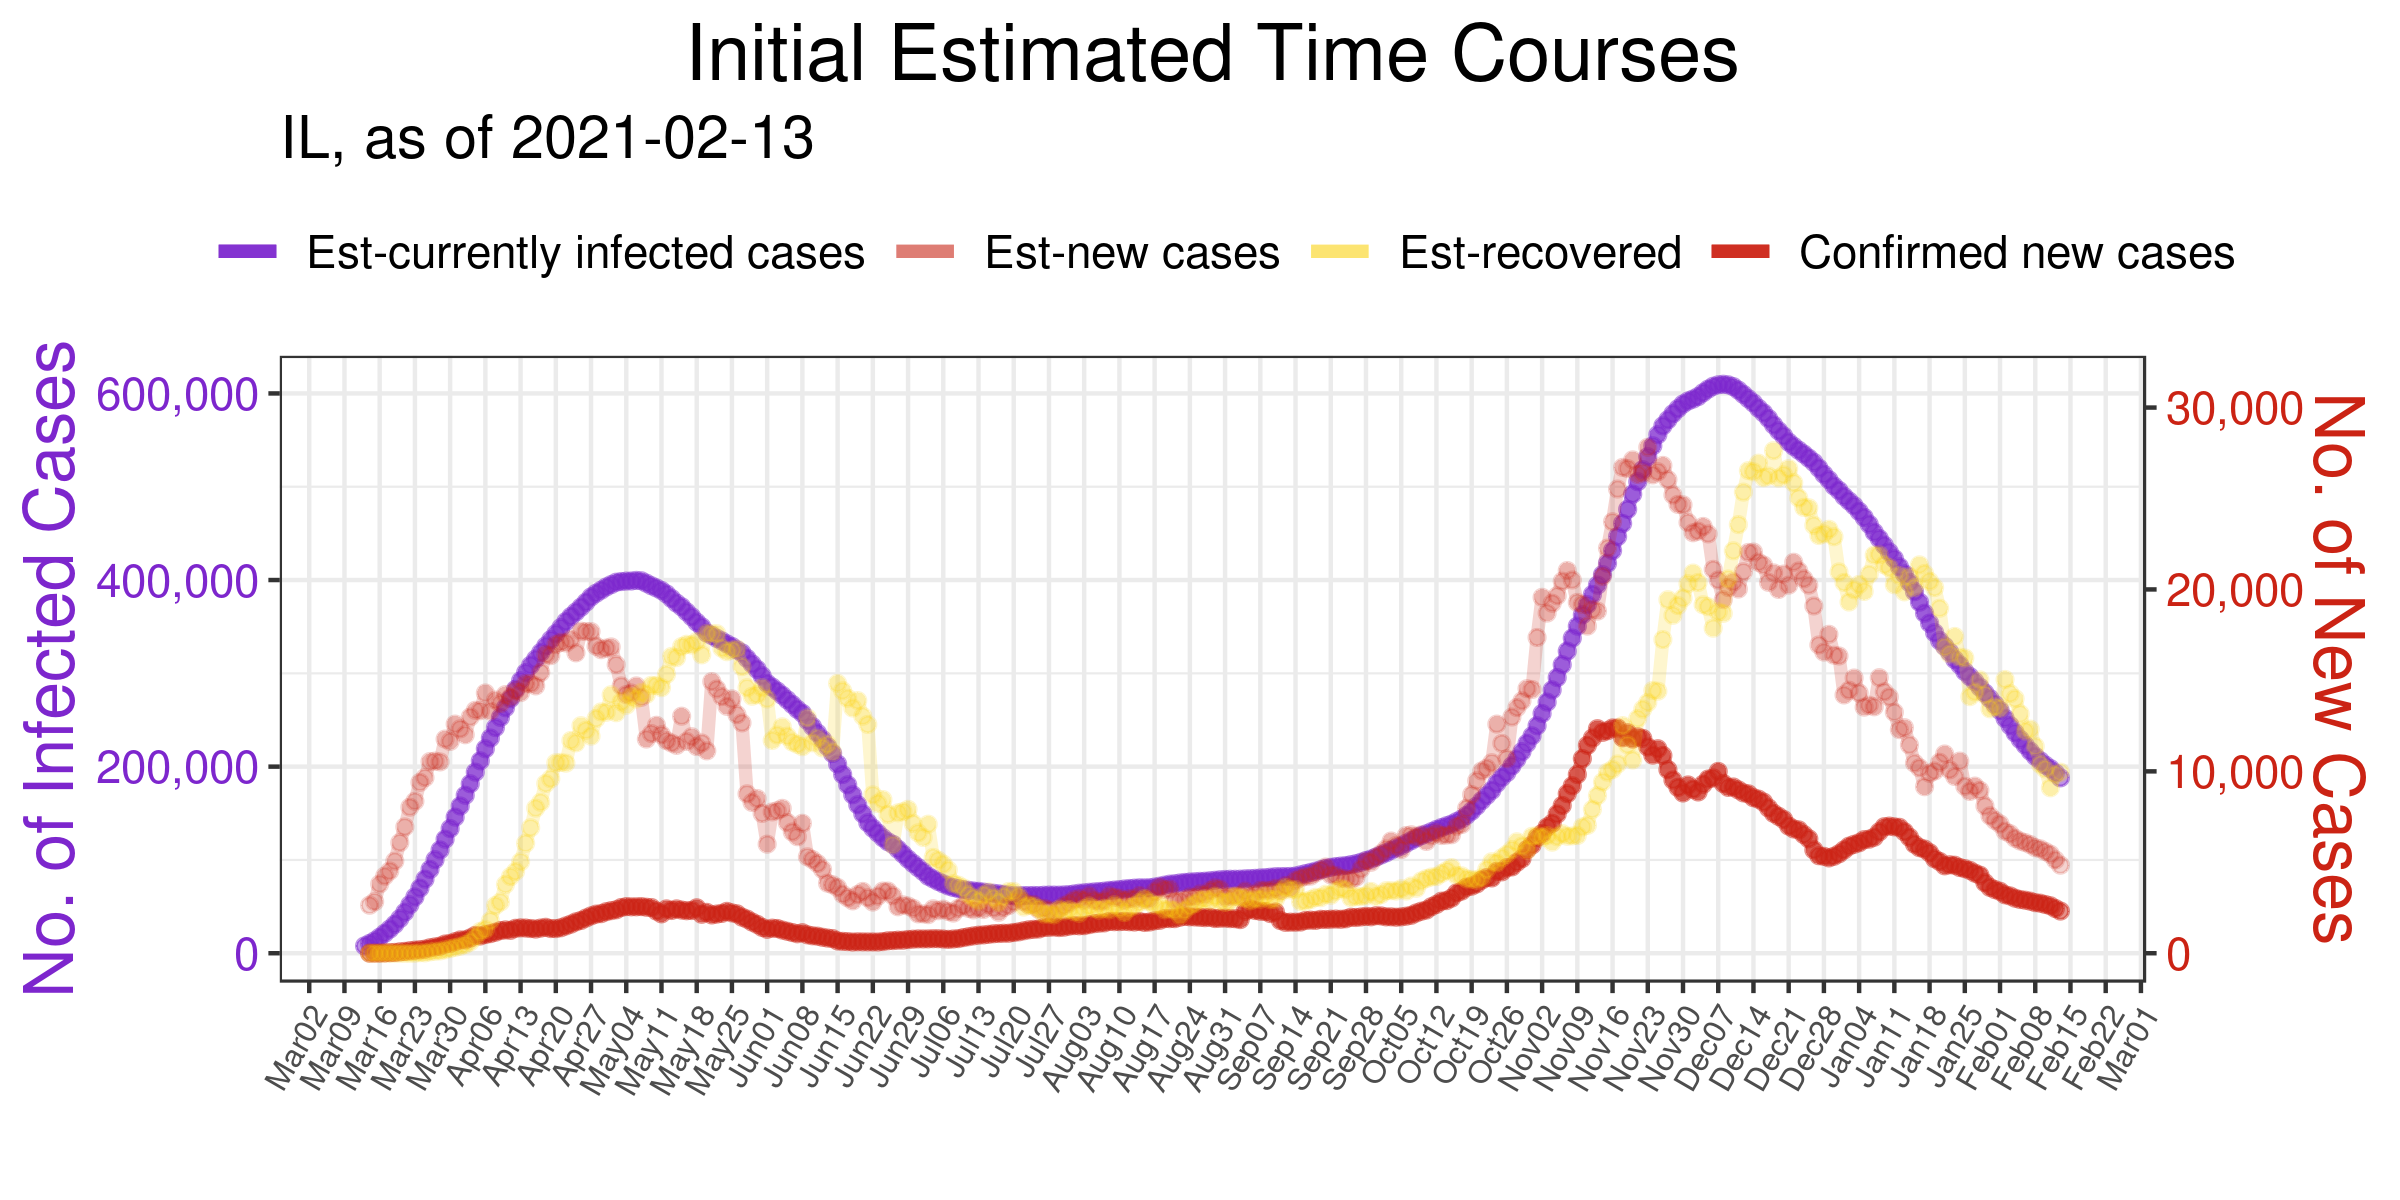 Initial Estimated Time Courses
IL, as of 2021-02-13
Est-currently infected cases
Est-new cases
Est-recovered
Confirmed new cases
No. of Infected Cases
600,000
400,000
200,000
0
30,000
20,000
10,000
0
No. of New Cases
Mar02
Mar09
Mar16
Mar23
Mar30
Apr06
Apr13
Apr20
Apr27
May04
May11
May18
May25
Jun01
Jun08
Jun15
Jun22
Jun29
Jul06
Jul13
Jul20
Jul27
Aug03
Aug10
Aug17
Aug24
Aug31
Sep07
Sep14
Sep21
Sep28
Oct05
Oct12
Oct19
Oct26
Nov02
Nov09
Nov16
Nov23
Nov30
Dec07
Dec14
Dec21
Dec28
Jan04
Jan11
Jan18
Jan25
Feb01
Feb08
Feb15
Feb22
Mar01